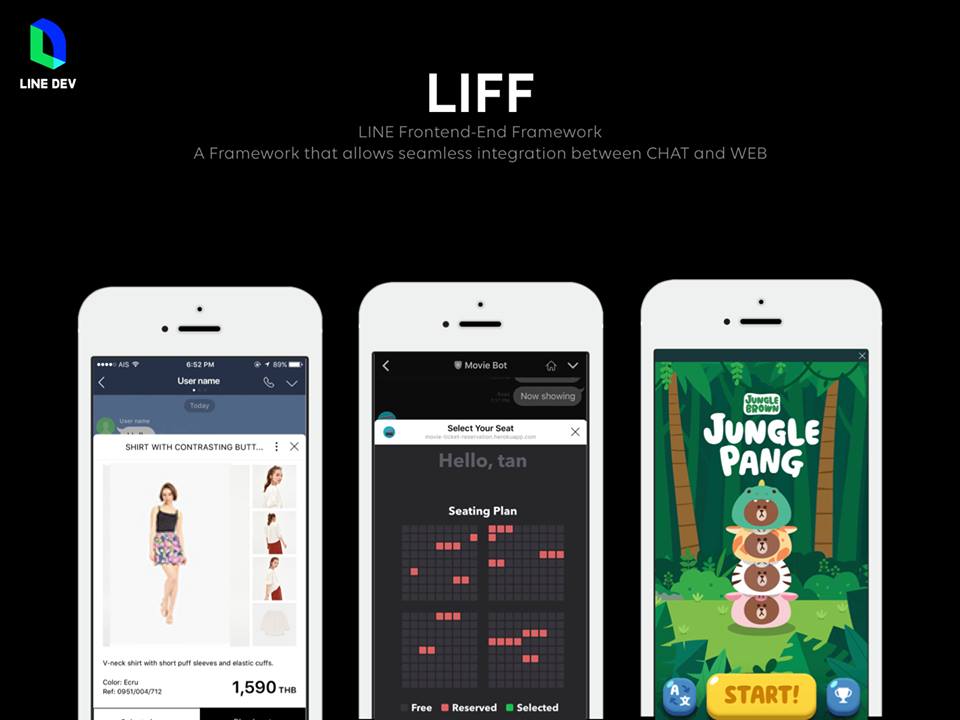 LINE DEV
LIFF
LINE Frontend-End Framework
A Framework that allows seamless integration between CHAT and WEB
AIS
6:52 PM
89%
User name
Today
User name
SHIRT WITH CONTRASTING BUTT...
V-neck shirt with short puff sleeves and elastic cuffs.
Color: Ecru
Ref: 0951/004/712
1,590 THB
Movie Bot
Now showing
Select Your Seat
movie-ticket-reservation.herokuapp.com
Hello, tan
Seating Plan
Free Reserved Selected
JUNGLE
BROWN
JUNGLE
PANG
A 文
START!